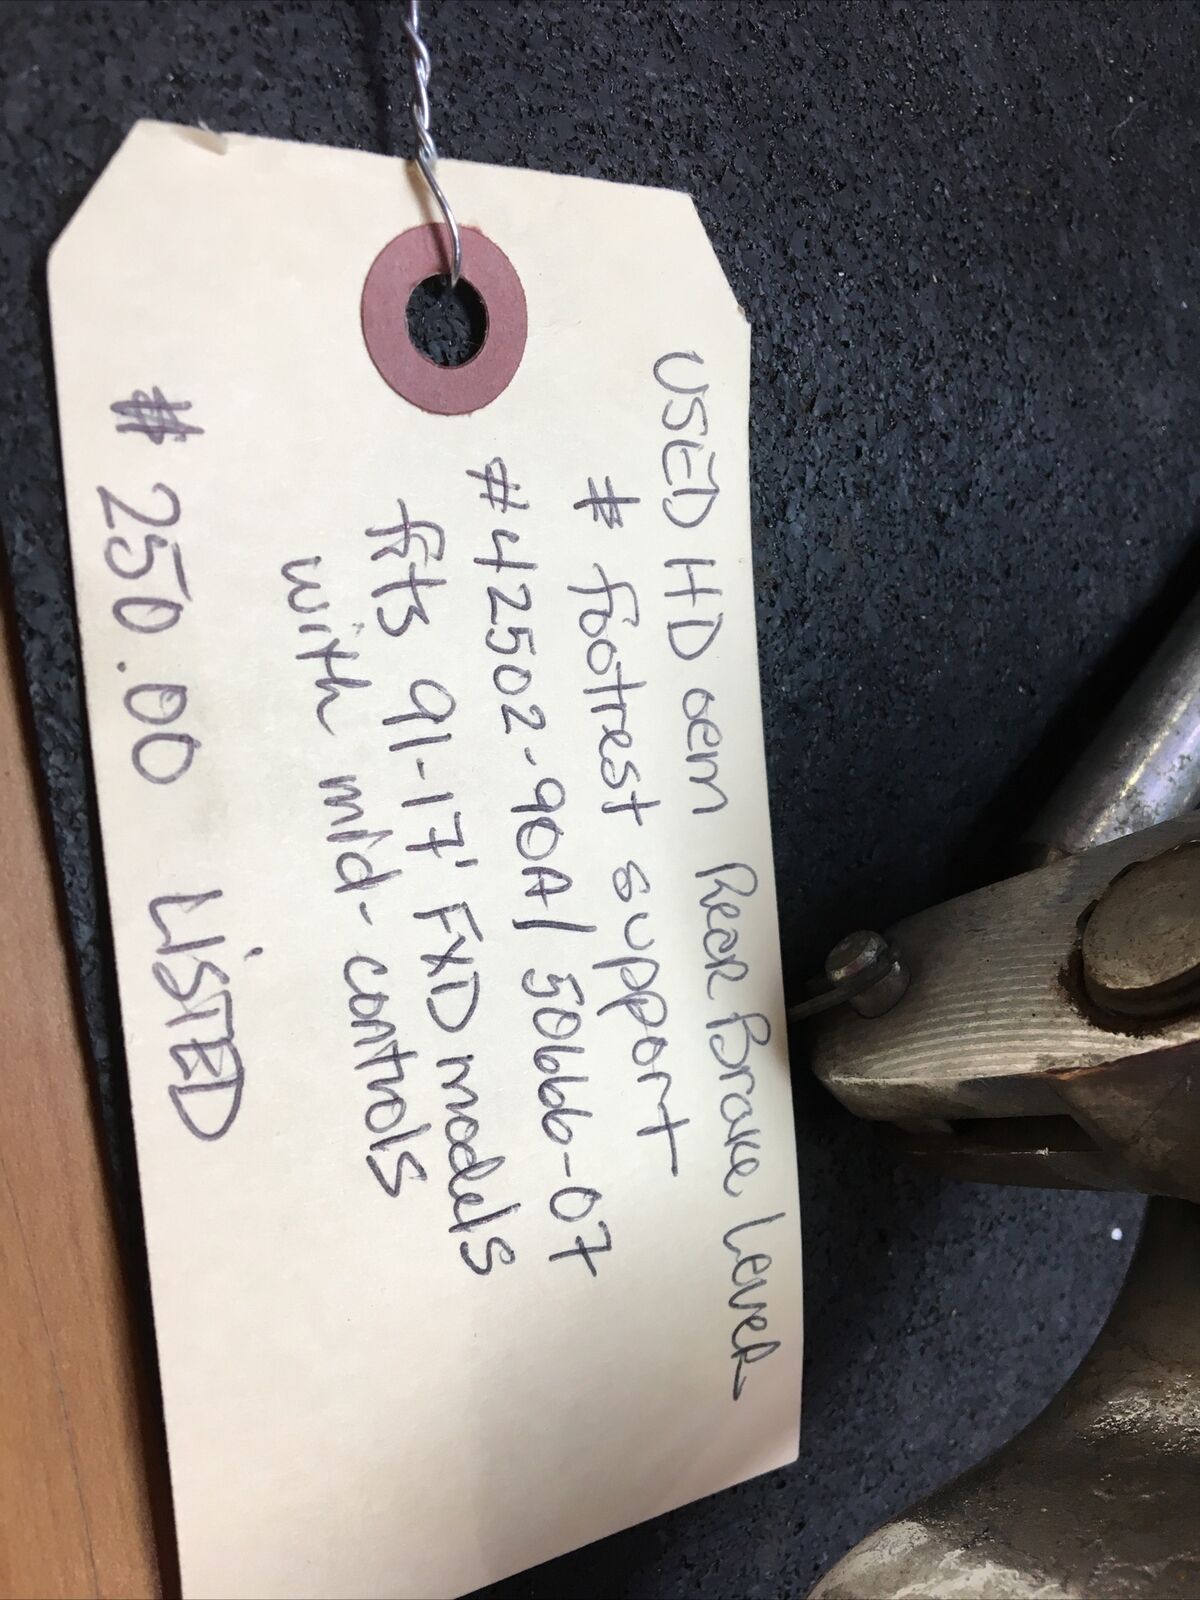 USED HD oem Rear Brake Lever
# footrest support
#42502-90A/ 50666-07
fits 91-17' FXD models
with mid-controls
# 250.00 LISTED